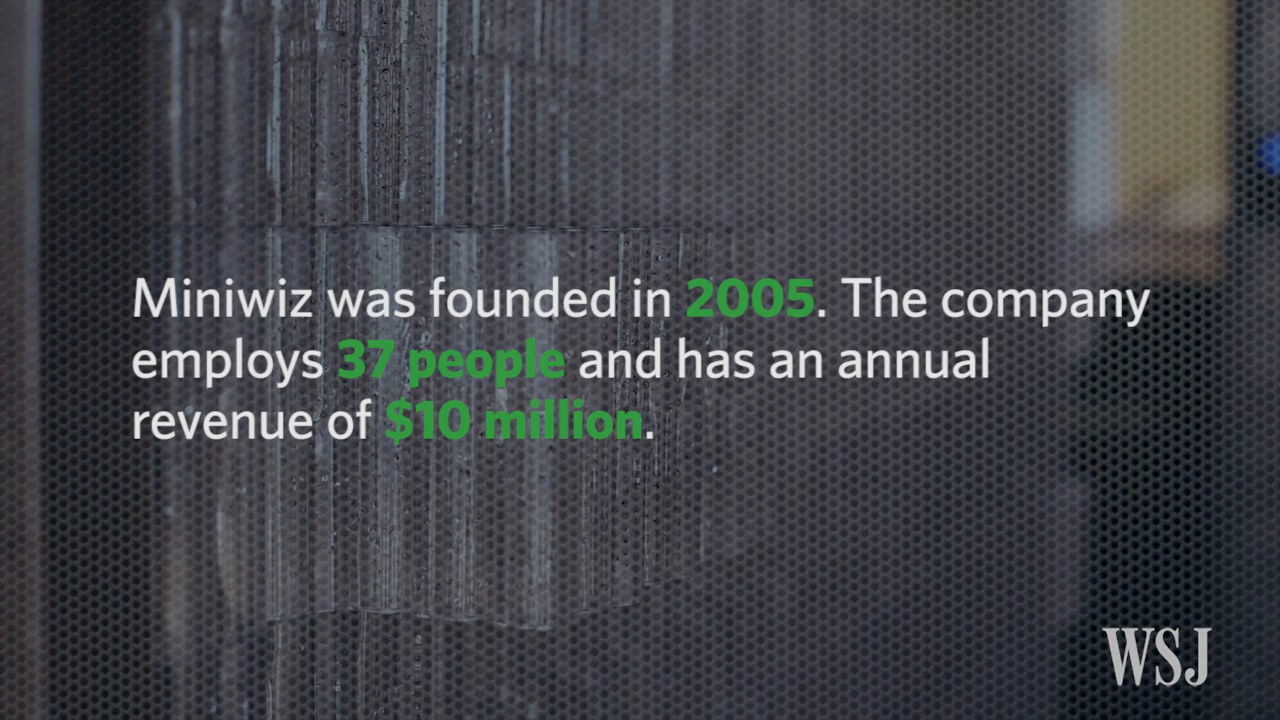 Miniwiz was founded in 2005. The company
employs 37 people and has an annual
revenue of $10 million.
WSJ